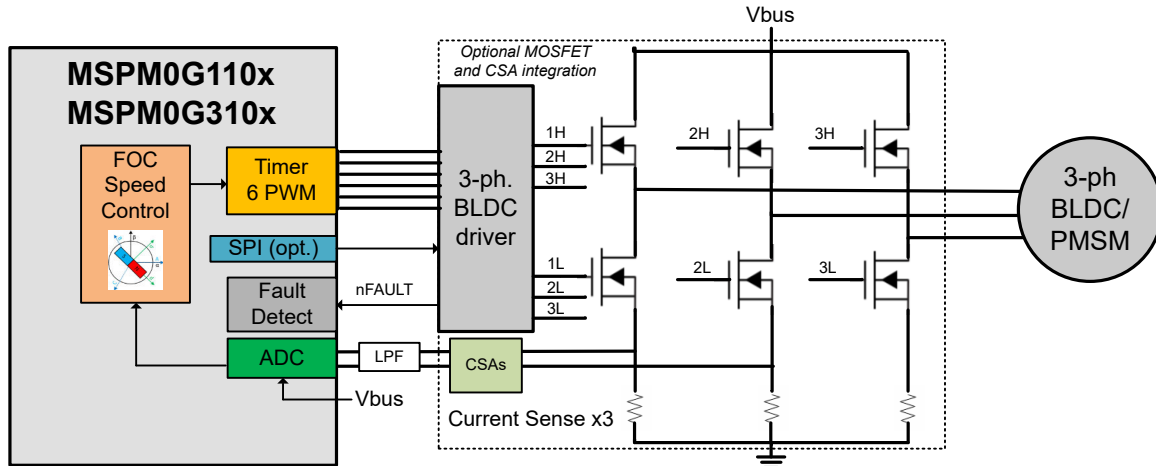 Vbus
Optional MOSFET
and CSA integration
MSPM0G110x
MSPM0G310x
FOC
Speed
Control
Timer
6 PWM
SPI (opt.)
Fault
Detect
nFAULT
ADC
LPF
CSAs
Vbus
Current Sense x3
3-ph.
BLDC
driver
1H
2H
3H
1L
2L
3L
2H
3H
2L
3L
3-ph
BLDC/
PMSM